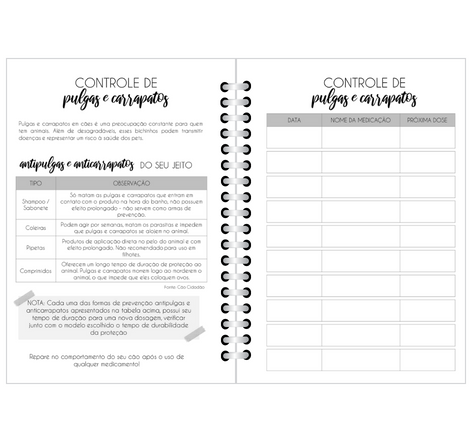 CONTROLE DE
pulgas e carrapatos
Pulgas e carrapatos em cães é uma preocupação constante para quem
tem animais. Além de desagradáveis, esses bichinhos podem transmitir
doenças e representar um risco à saúde dos pets.
antipulgas e anticarrapatos DO SEU JEITO
TIPO OBSERVAÇÃO
Shampoo / Sabonete
Só matam as pulgas e carrapatos que entram em
contato com o produto na hora do banho, não possuem
efeito prolongado - não servem como armas de
prevenção.
Coleiras
Podem agir por semanas, matam os parasitas e impedem
que pulgas e carrapatos se alojem no animal.
Pipetas
Produtos de aplicação direta no pelo do animal e com
efeito prolongado. Não recomendada para uso em
filhotes.
Comprimidos
Oferecem um longo tempo de duração de proteção ao
animal. Pulgas e carrapatos morrem logo ao morderem o
animal, o que impede que eles coloquem ovos.
Fonte: Cão Cidadão
NOTA: Cada uma das formas de prevenção antipulgas e
anticarrapatos apresentados na tabela acima, possui seu
tempo de duração para uma nova dosagem, verificar
junto com o modelo escolhido o tempo de durabilidade
da proteção
Repare no comportamento do seu cão após o uso de
qualquer medicamento!
CONTROLE DE
pulgas e carrapatos
DATA NOME DA MEDICAÇÃO PRÓXIMA DOSE